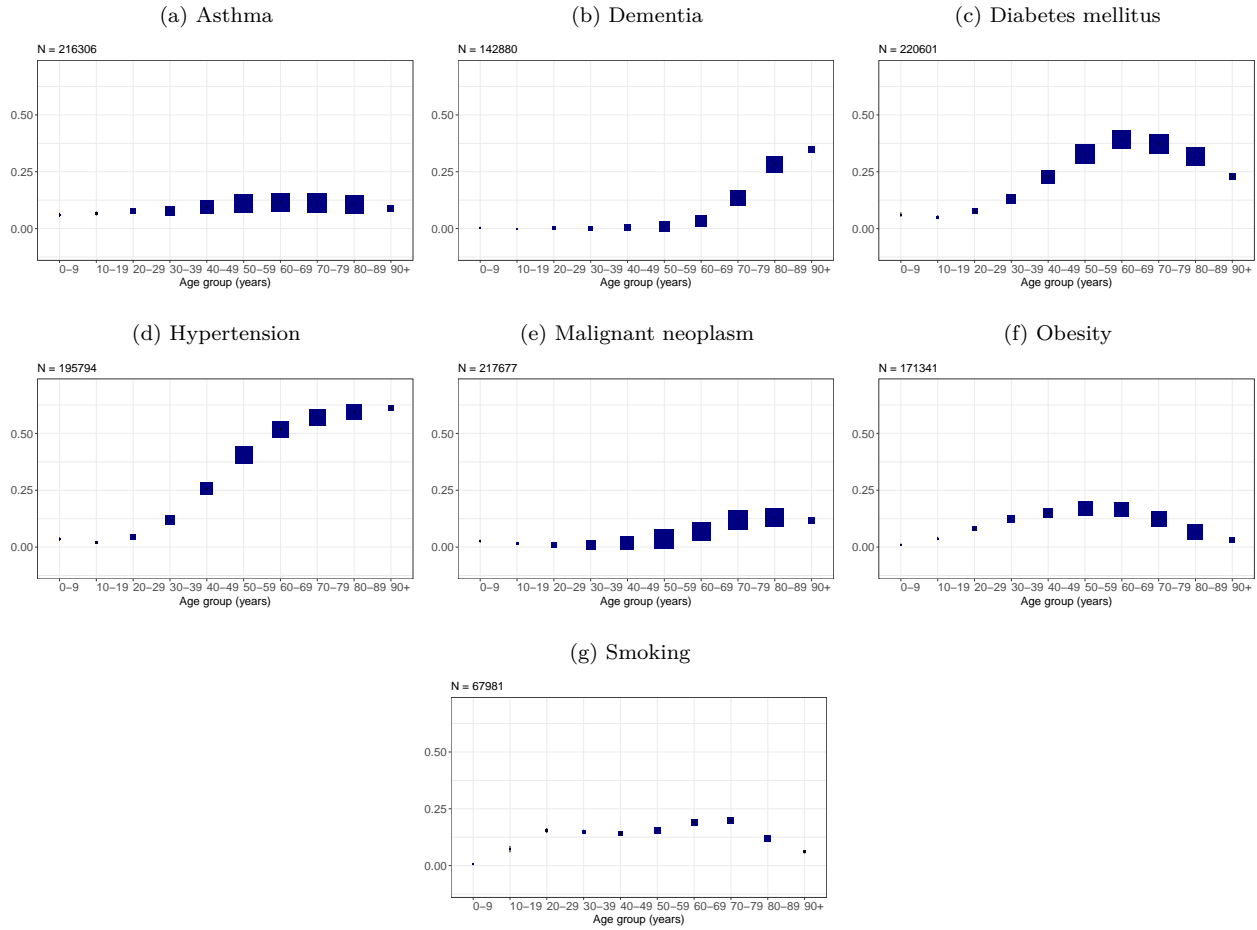 (a) Asthma
N = 216306
0.50
0.25
0.00
0–9 10–19 20–29 30–39 40–49 50–59 60–69 70–79 80–89 90+
Age group (years)
(b) Dementia
N = 142880
0.50
0.25
0.00
0–9 10–19 20–29 30–39 40–49 50–59 60–69 70–79 80–89 90+
Age group (years)
(c) Diabetes mellitus
N = 220601
0.50
0.25
0.00
0–9 10–19 20–29 30–39 40–49 50–59 60–69 70–79 80–89 90+
Age group (years)
(d) Hypertension
N = 195794
0.50
0.25
0.00
0–9 10–19 20–29 30–39 40–49 50–59 60–69 70–79 80–89 90+
Age group (years)
(e) Malignant neoplasm
N = 217677
0.50
0.25
0.00
0–9 10–19 20–29 30–39 40–49 50–59 60–69 70–79 80–89 90+
Age group (years)
(f) Obesity
N = 171341
0.50
0.25
0.00
0–9 10–19 20–29 30–39 40–49 50–59 60–69 70–79 80–89 90+
Age group (years)
(g) Smoking
N = 67981
0.50
0.25
0.00
0–9 10–19 20–29 30–39 40–49 50–59 60–69 70–79 80–89 90+
Age group (years)